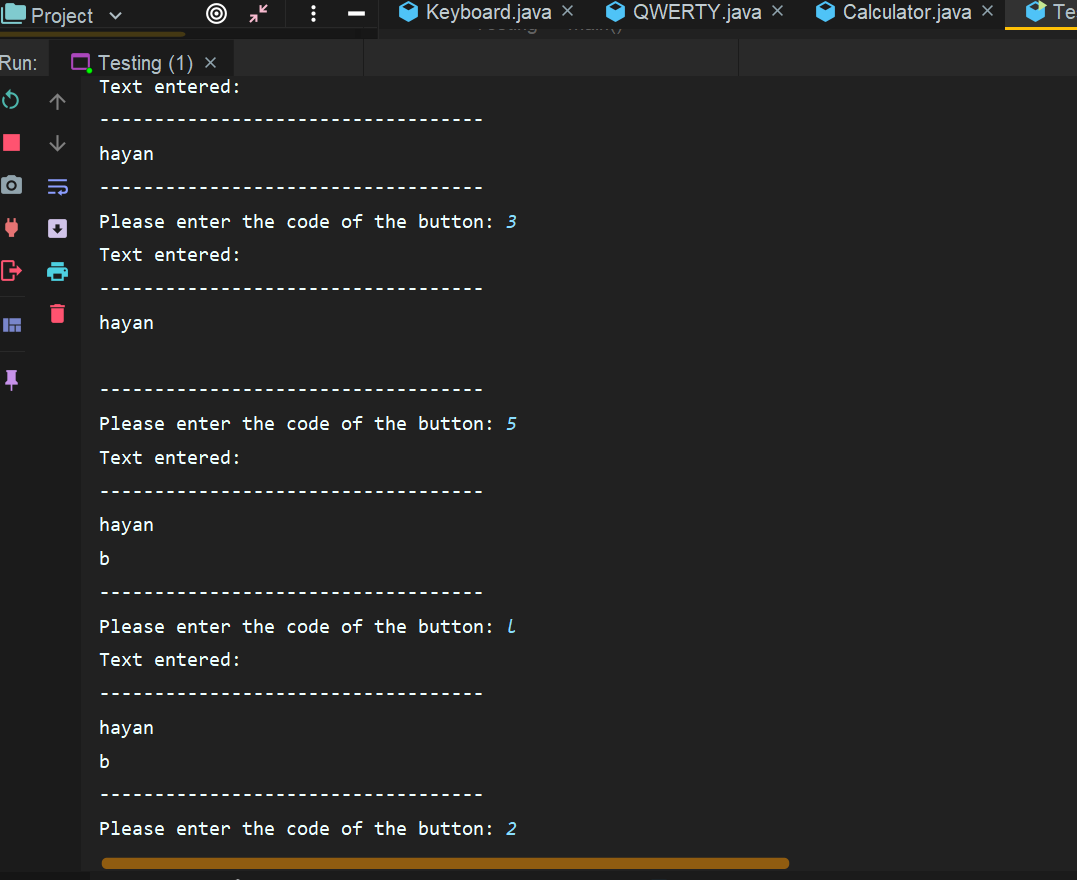 Project
Keyboard.java
QWERTY.java
Calculator.java
Te
Run:
Testing (1)
Text entered:
-----------------------------------
hayan
-----------------------------------
Please enter the code of the button: 3
Text entered:
-----------------------------------
hayan
-----------------------------------
Please enter the code of the button: 5
Text entered:
-----------------------------------
hayan
b
-----------------------------------
Please enter the code of the button: l
Text entered:
-----------------------------------
hayan
b
-----------------------------------
Please enter the code of the button: 2